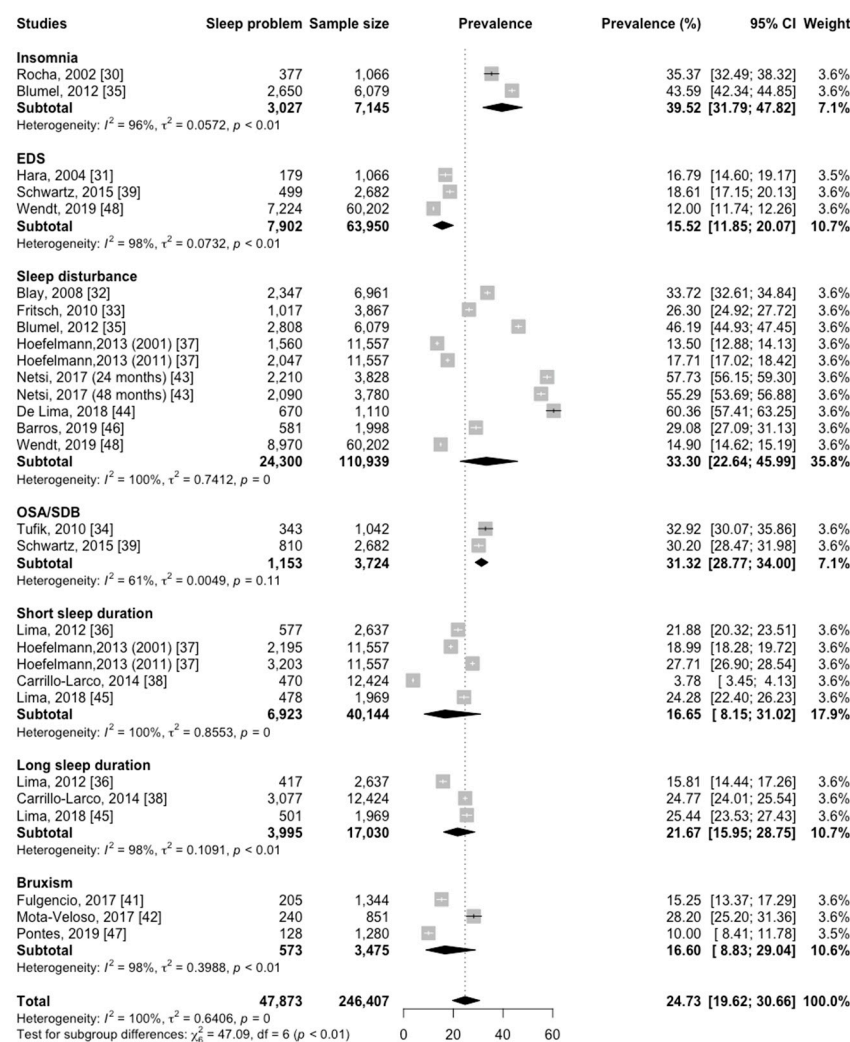 Studies Sleep problem Sample size Prevalence Prevalence (%) 95% CI Weight
Insomnia
Rocha, 2002 [30] 377 1,066 35.37 [32.49; 38.32] 3.6%
Blumel, 2012 [35] 2,650 6,079 43.59 [42.34; 44.85] 3.6%
Subtotal 3,027 7,145 39.52 [31.79; 47.82] 7.1%
Heterogeneity: I² = 96%, τ² = 0.0572, p < 0.01
EDS
Hara, 2004 [31] 179 1,066 16.79 [14.60; 19.17] 3.5%
Schwartz, 2015 [39] 499 2,682 18.61 [17.15; 20.13] 3.6%
Wendt, 2019 [48] 7,224 60,202 12.00 [11.74; 12.26] 3.6%
Subtotal 7,902 63,950 15.52 [11.85; 20.07] 10.7%
Heterogeneity: I² = 98%, τ² = 0.0732, p < 0.01
Sleep disturbance
Blay, 2008 [32] 2,347 6,961 33.72 [32.61; 34.84] 3.6%
Fritsch, 2010 [33] 1,017 3,867 26.30 [24.92; 27.72] 3.6%
Blumel, 2012 [35] 2,808 6,079 46.19 [44.93; 47.45] 3.6%
Hoefelmann,2013 (2001) [37] 1,560 11,557 13.50 [12.88; 14.13] 3.6%
Hoefelmann,2013 (2011) [37] 2,047 11,557 17.71 [17.02; 18.42] 3.6%
Netsi, 2017 (24 months) [43] 2,210 3,828 57.73 [56.15; 59.30] 3.6%
Netsi, 2017 (48 months) [43] 2,090 3,780 55.29 [53.69; 56.88] 3.6%
De Lima, 2018 [44] 670 1,110 60.36 [57.41; 63.25] 3.6%
Barros, 2019 [46] 581 1,998 29.08 [27.09; 31.13] 3.6%
Wendt, 2019 [48] 8,970 60,202 14.90 [14.62; 15.19] 3.6%
Subtotal 24,300 110,939 33.30 [22.64; 45.99] 35.8%
Heterogeneity: I² = 100%, τ² = 0.7412, p = 0
OSA/SDB
Tufik, 2010 [34] 343 1,042 32.92 [30.07; 35.86] 3.6%
Schwartz, 2015 [39] 810 2,682 30.20 [28.47; 31.98] 3.6%
Subtotal 1,153 3,724 31.32 [28.77; 34.00] 7.1%
Heterogeneity: I² = 61%, τ² = 0.0049, p = 0.11
Short sleep duration
Lima, 2012 [36] 577 2,637 21.88 [20.32; 23.51] 3.6%
Hoefelmann,2013 (2001) [37] 2,195 11,557 18.99 [18.28; 19.72] 3.6%
Hoefelmann,2013 (2011) [37] 3,203 11,557 27.71 [26.90; 28.54] 3.6%
Carrillo-Larco, 2014 [38] 470 12,424 3.78 [ 3.45; 4.13] 3.6%
Lima, 2018 [45] 478 1,969 24.28 [22.40; 26.23] 3.6%
Subtotal 6,923 40,144 16.65 [ 8.15; 31.02] 17.9%
Heterogeneity: I² = 100%, τ² = 0.8553, p = 0
Long sleep duration
Lima, 2012 [36] 417 2,637 15.81 [14.44; 17.26] 3.6%
Carrillo-Larco, 2014 [38] 3,077 12,424 24.77 [24.01; 25.54] 3.6%
Lima, 2018 [45] 501 1,969 25.44 [23.53; 27.43] 3.6%
Subtotal 3,995 17,030 21.67 [15.95; 28.75] 10.7%
Heterogeneity: I² = 98%, τ² = 0.1091, p < 0.01
Bruxism
Fulgencio, 2017 [41] 205 1,344 15.25 [13.37; 17.29] 3.6%
Mota-Veloso, 2017 [42] 240 851 28.20 [25.20; 31.36] 3.6%
Pontes, 2019 [47] 128 1,280 10.00 [ 8.41; 11.78] 3.5%
Subtotal 573 3,475 16.60 [ 8.83; 29.04] 10.6%
Heterogeneity: I² = 98%, τ² = 0.3988, p < 0.01
Total 47,873 246,407 24.73 [19.62; 30.66] 100.0%
Heterogeneity: I² = 100%, τ² = 0.6406, p = 0
Test for subgroup differences: χ²₆ = 47.09, df = 6 (p < 0.01)
0 20 40 60